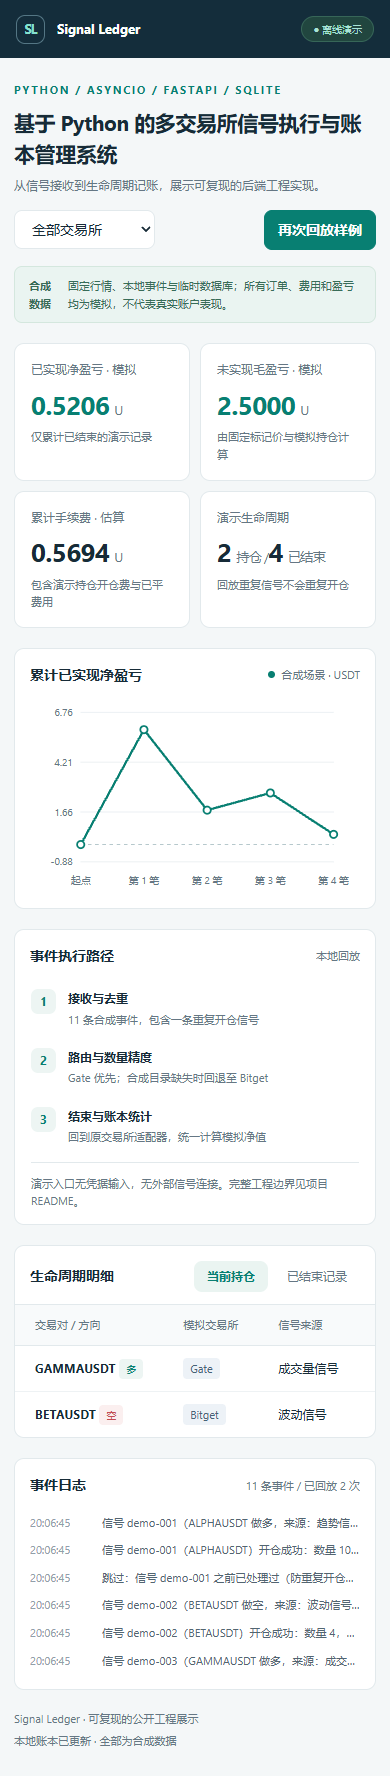 SL Signal Ledger ● 离线演示
PYTHON / ASYNCIO / FASTAPI / SQLITE
基于 Python 的多交易所信号执行与账
本管理系统
从信号接收到生命周期记账，展示可复现的后端工程实现。
全部交易所 再次回放样例
合成 固定行情、本地事件与临时数据库；所有订单、费用和盈亏
数据 均为模拟，不代表真实账户表现。
已实现净盈亏 · 模拟
0.5206 U
仅累计已结束的演示记录
未实现毛盈亏 · 模拟
2.5000 U
由固定标记价与模拟持仓计
算
累计手续费 · 估算
0.5694 U
包含演示持仓开仓费与已平
费用
演示生命周期
2 持仓 /4 已结束
回放重复信号不会重复开仓
累计已实现净盈亏 ● 合成场景 · USDT
6.76
4.21
1.66
-0.88
起点 第 1 笔 第 2 笔 第 3 笔 第 4 笔
事件执行路径 本地回放
1 接收与去重
11 条合成事件，包含一条重复开仓信号
2 路由与数量精度
Gate 优先；合成目录缺失时回退至 Bitget
3 结束与账本统计
回到原交易所适配器，统一计算模拟净值
演示入口无凭据输入，无外部信号连接。完整工程边界见项目
README。
生命周期明细 当前持仓 已结束记录
交易对 / 方向 模拟交易所 信号来源
GAMMAUSDT 多 Gate 成交量信号
BETAUSDT 空 Bitget 波动信号
事件日志 11 条事件 / 已回放 2 次
20:06:45 信号 demo-001（ALPHAUSDT 做多，来源：趋势信...
20:06:45 信号 demo-001（ALPHAUSDT）开仓成功：数量 10...
20:06:45 跳过：信号 demo-001 之前已处理过（防重复开仓...
20:06:45 信号 demo-002（BETAUSDT 做空，来源：波动信号...
20:06:45 信号 demo-002（BETAUSDT）开仓成功：数量 4，...
20:06:45 信号 demo-003（GAMMAUSDT 做多，来源：成交...
Signal Ledger · 可复现的公开工程展示
本地账本已更新 · 全部为合成数据